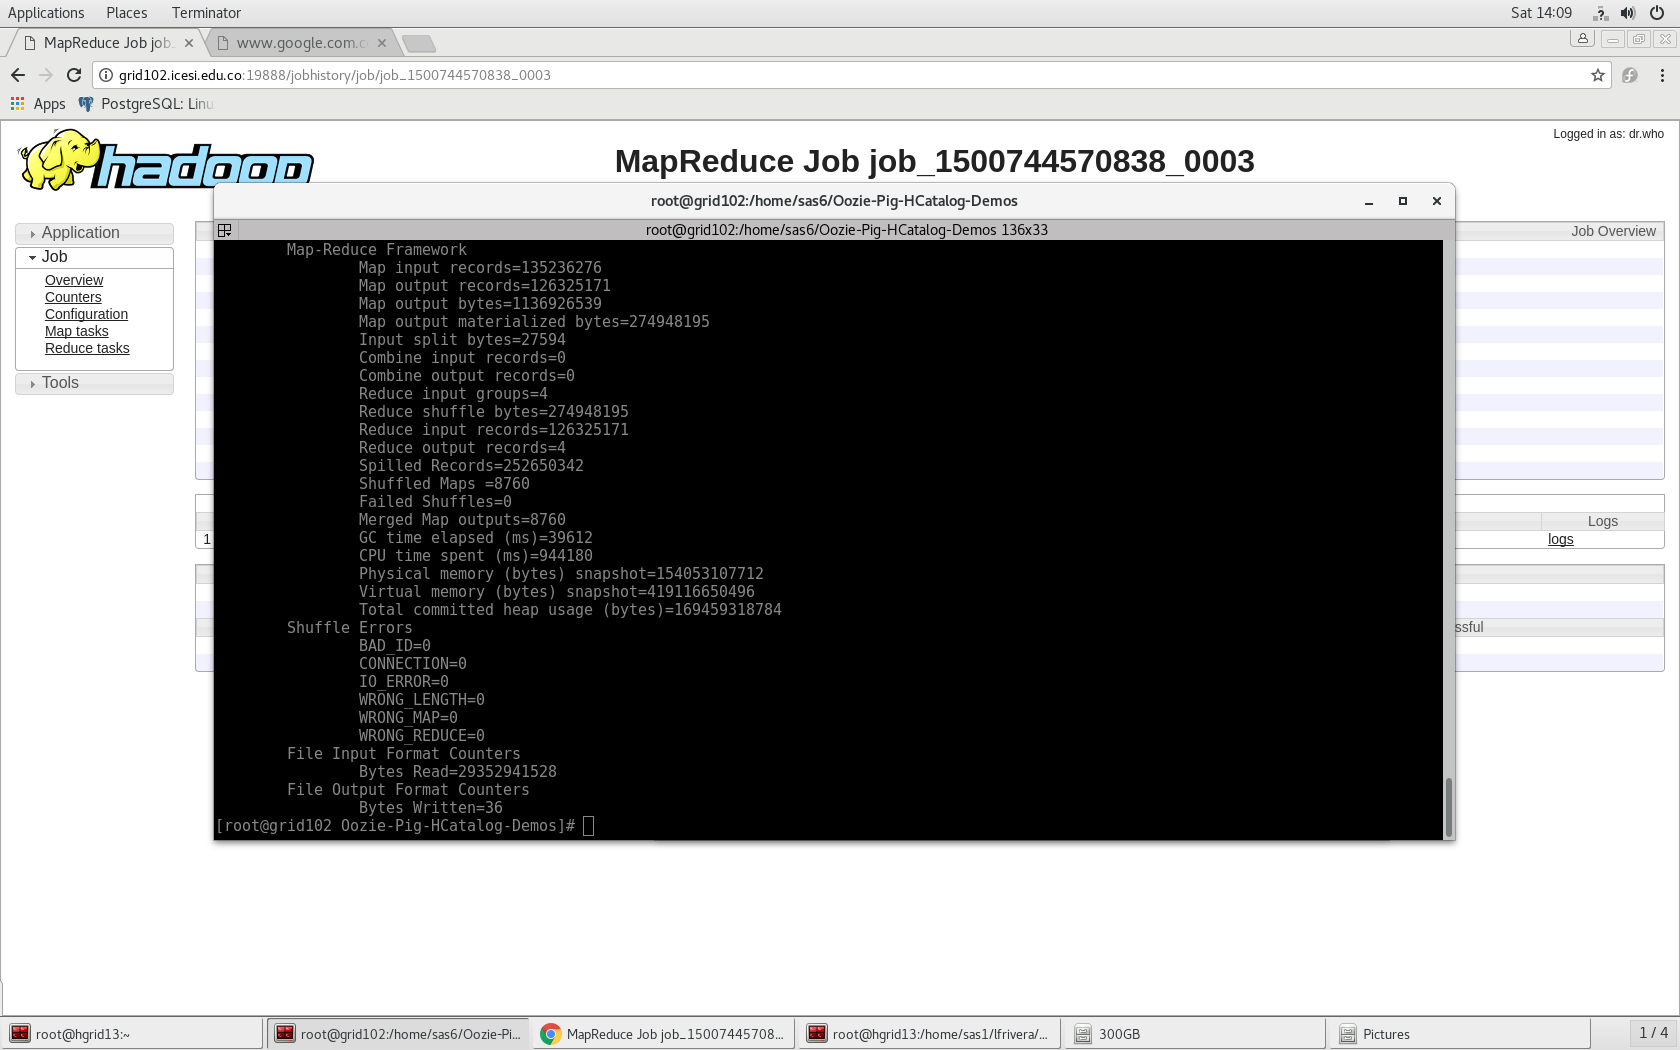 Applications Places Terminator Sat 14:09
MapReduce Job job_ www.google.com.c
grid102.icesi.edu.co:19888/jobhistory/job/job_1500744570838_0003
Apps PostgreSQL: Linu
Logged in as: dr.who
hadoop
MapReduce Job job_1500744570838_0003
Application
Job
Overview
Counters
Configuration
Map tasks
Reduce tasks
Tools
Job Overview
Logs
1
logs
ssful
root@grid102:/home/sas6/Oozie-Pig-HCatalog-Demos
root@grid102:/home/sas6/Oozie-Pig-HCatalog-Demos 136x33
Map-Reduce Framework
Map input records=135236276
Map output records=126325171
Map output bytes=1136926539
Map output materialized bytes=274948195
Input split bytes=27594
Combine input records=0
Combine output records=0
Reduce input groups=4
Reduce shuffle bytes=274948195
Reduce input records=126325171
Reduce output records=4
Spilled Records=252650342
Shuffled Maps =8760
Failed Shuffles=0
Merged Map outputs=8760
GC time elapsed (ms)=39612
CPU time spent (ms)=944180
Physical memory (bytes) snapshot=154053107712
Virtual memory (bytes) snapshot=419116650496
Total committed heap usage (bytes)=169459318784
Shuffle Errors
BAD_ID=0
CONNECTION=0
IO_ERROR=0
WRONG_LENGTH=0
WRONG_MAP=0
WRONG_REDUCE=0
File Input Format Counters
Bytes Read=29352941528
File Output Format Counters
Bytes Written=36
[root@grid102 Oozie-Pig-HCatalog-Demos]#
root@hgrid13:~ root@grid102:/home/sas6/Oozie-Pi... MapReduce Job job_15007445708... root@hgrid13:/home/sas1/lfrivera/... 300GB Pictures 1 / 4